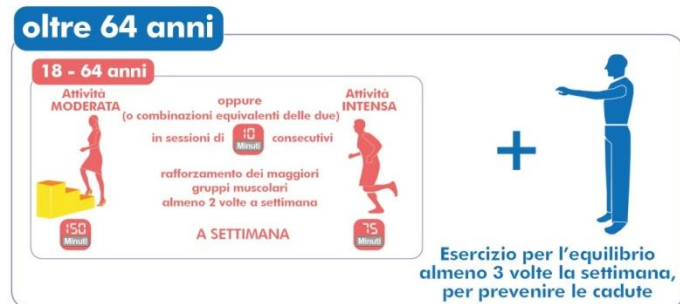 oltre 64 anni
18 - 64 anni
Attività
MODERATA
oppure
(o combinazioni equivalenti delle due)
in sessioni di 10 Minuti consecutivi
Attività
INTENSA
rafforzamento dei maggiori
gruppi muscolari
almeno 2 volte a settimana
150
Minuti
A SETTIMANA
75
Minuti
+
Esercizio per l'equilibrio
almeno 3 volte la settimana,
per prevenire le cadute